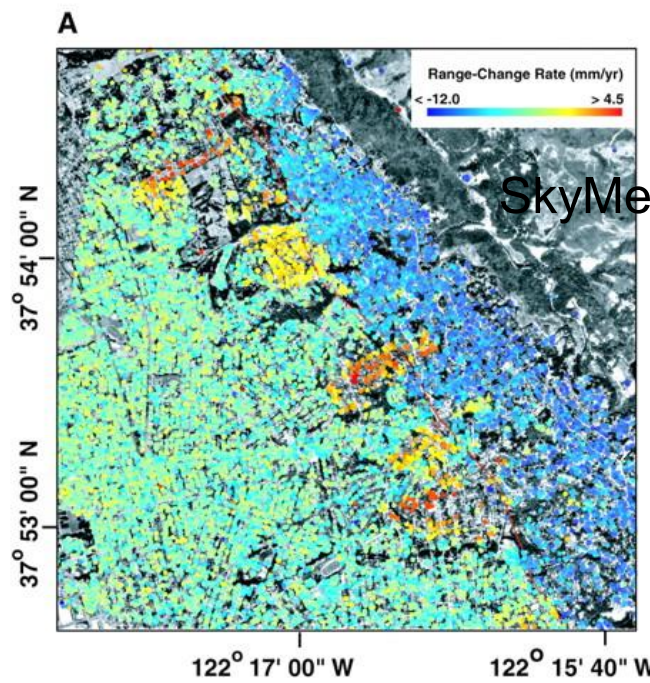 A
Range-Change Rate (mm/yr)
< -12.0 > 4.5
SkyMe
37° 54' 00" N
37° 53' 00" N
122° 17' 00" W 122° 15' 40" W